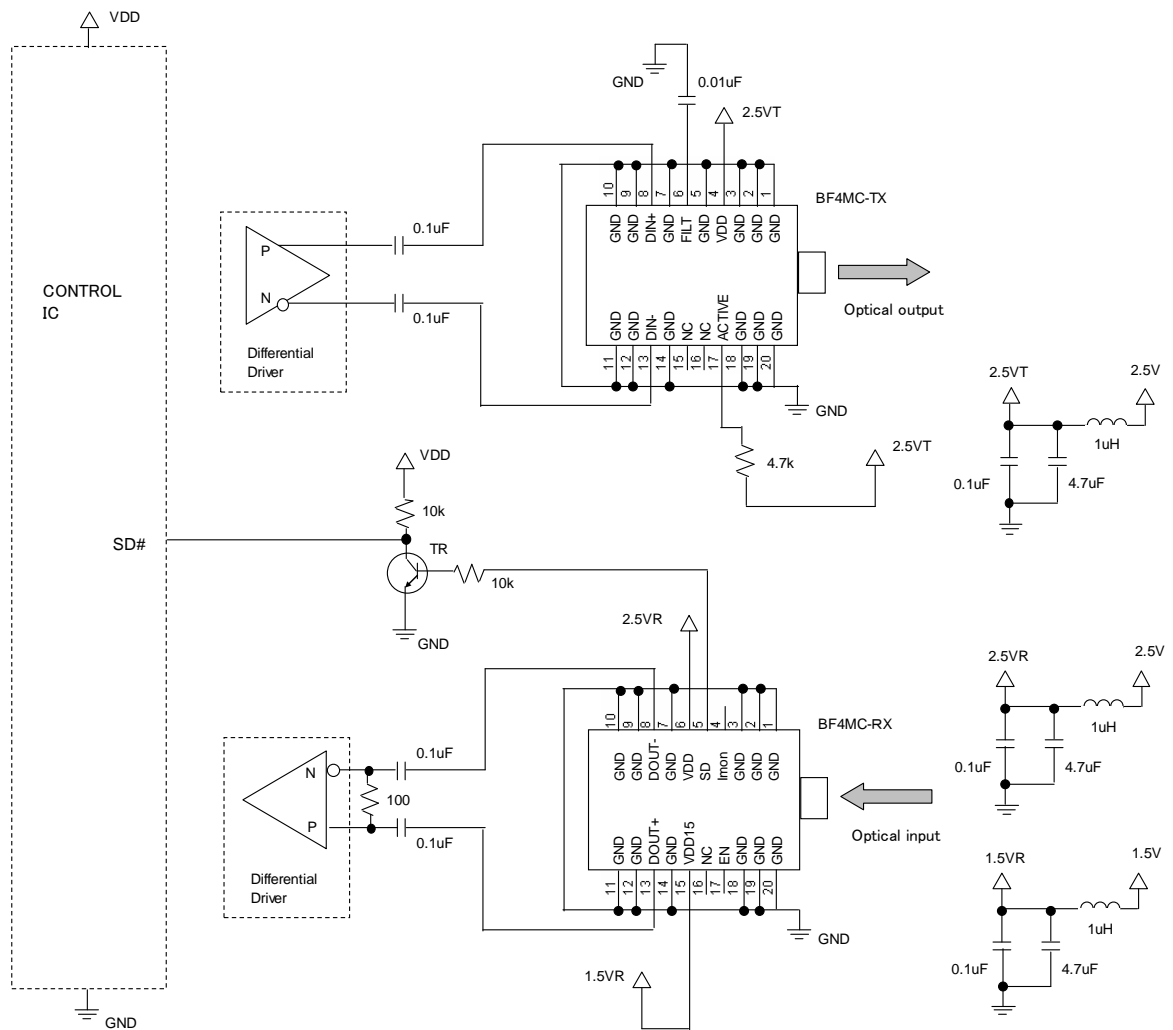 VDD
GND
0.01uF
2.5VT
10 9 8 7 6 5 4 3 2 1
BF4MC-TX
GND GND DIN+ GND FILT GND VDD GND GND GND
0.1uF
P
N
0.1uF
Differential
Driver
CONTROL
IC
Optical output
GND GND DIN- GND NC NC ACTIVE GND GND GND
11 12 13 14 15 16 17 18 19 20
GND
4.7k
2.5VT
2.5VT
2.5V
1uH
0.1uF
4.7uF
VDD
10k
SD#
TR
10k
GND
2.5VR
10 9 8 7 6 5 4 3 2 1
BF4MC-RX
GND GND DOUT- GND VDD SD Imon GND GND GND
0.1uF
N
100
P
0.1uF
Differential
Driver
Optical input
GND GND DOUT+ GND VDD15 NC EN GND GND GND
11 12 13 14 15 16 17 18 19 20
GND
1.5VR
2.5VR
2.5V
1uH
0.1uF
4.7uF
1.5VR
1.5V
1uH
0.1uF
4.7uF
GND